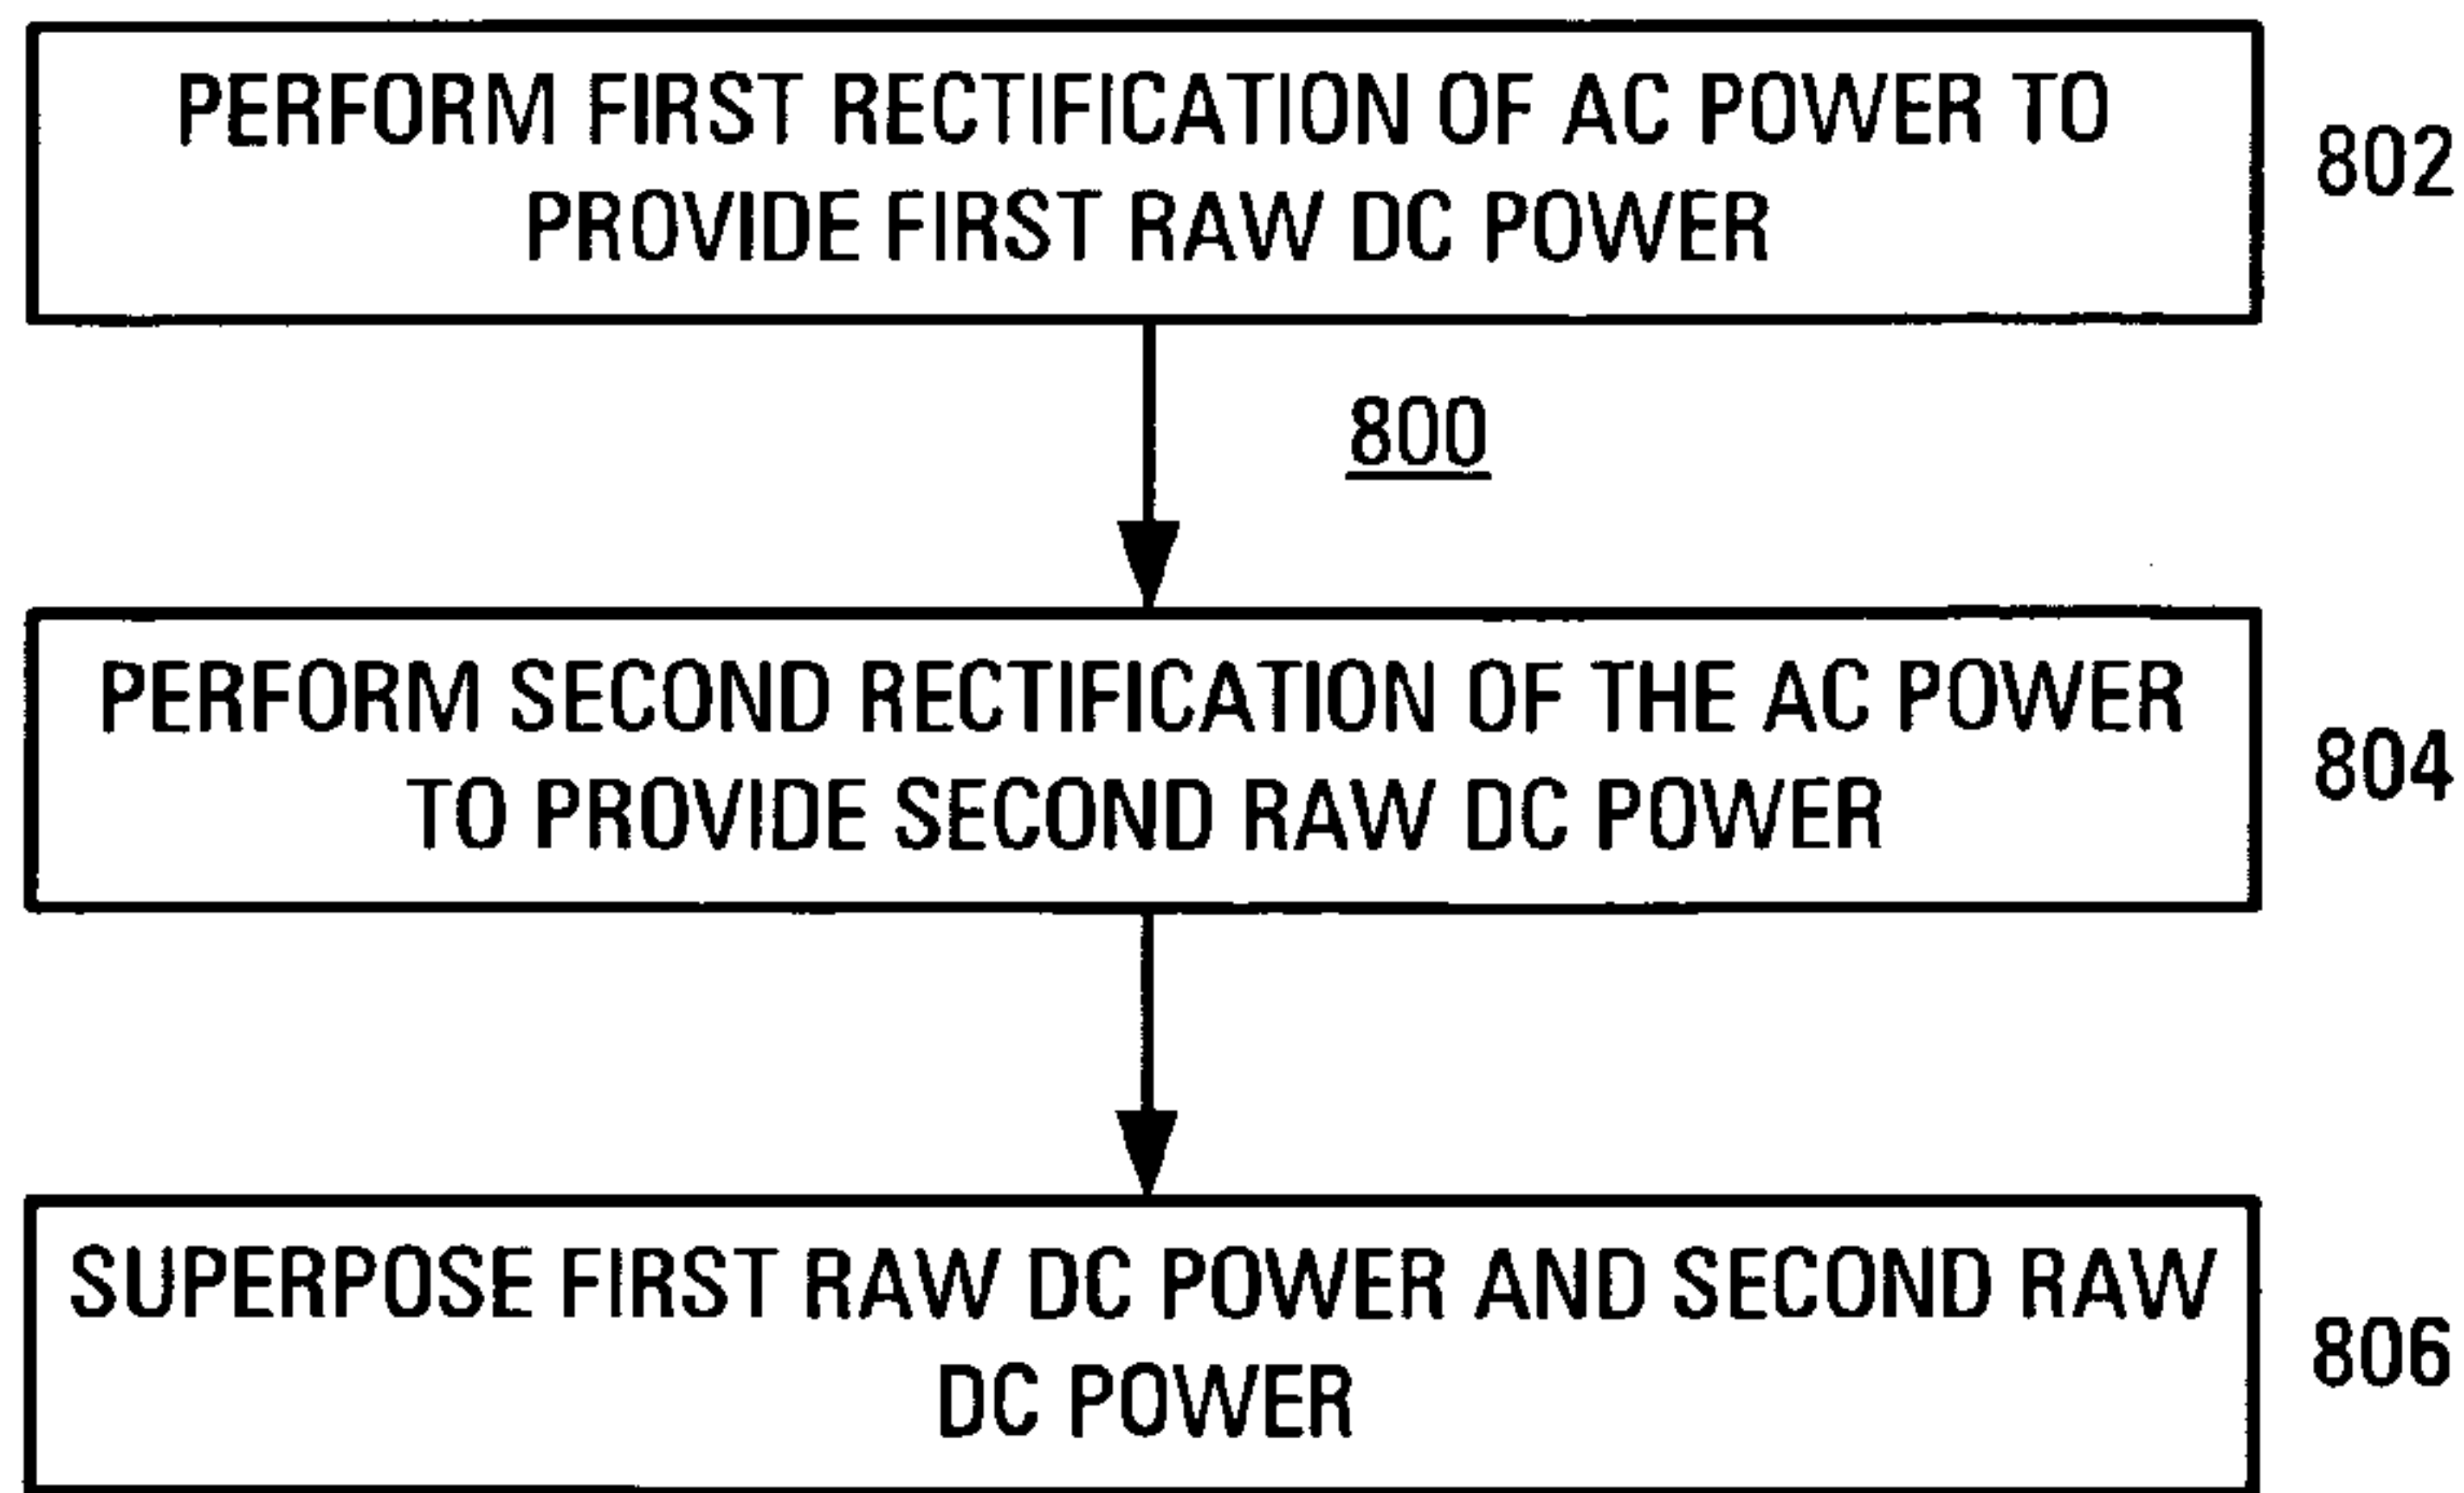 PERFORM FIRST RECTIFICATION OF AC POWER TO
PROVIDE FIRST RAW DC POWER
802
800
PERFORM SECOND RECTIFICATION OF THE AC POWER
TO PROVIDE SECOND RAW DC POWER
804
SUPERPOSE FIRST RAW DC POWER AND SECOND RAW
DC POWER
806